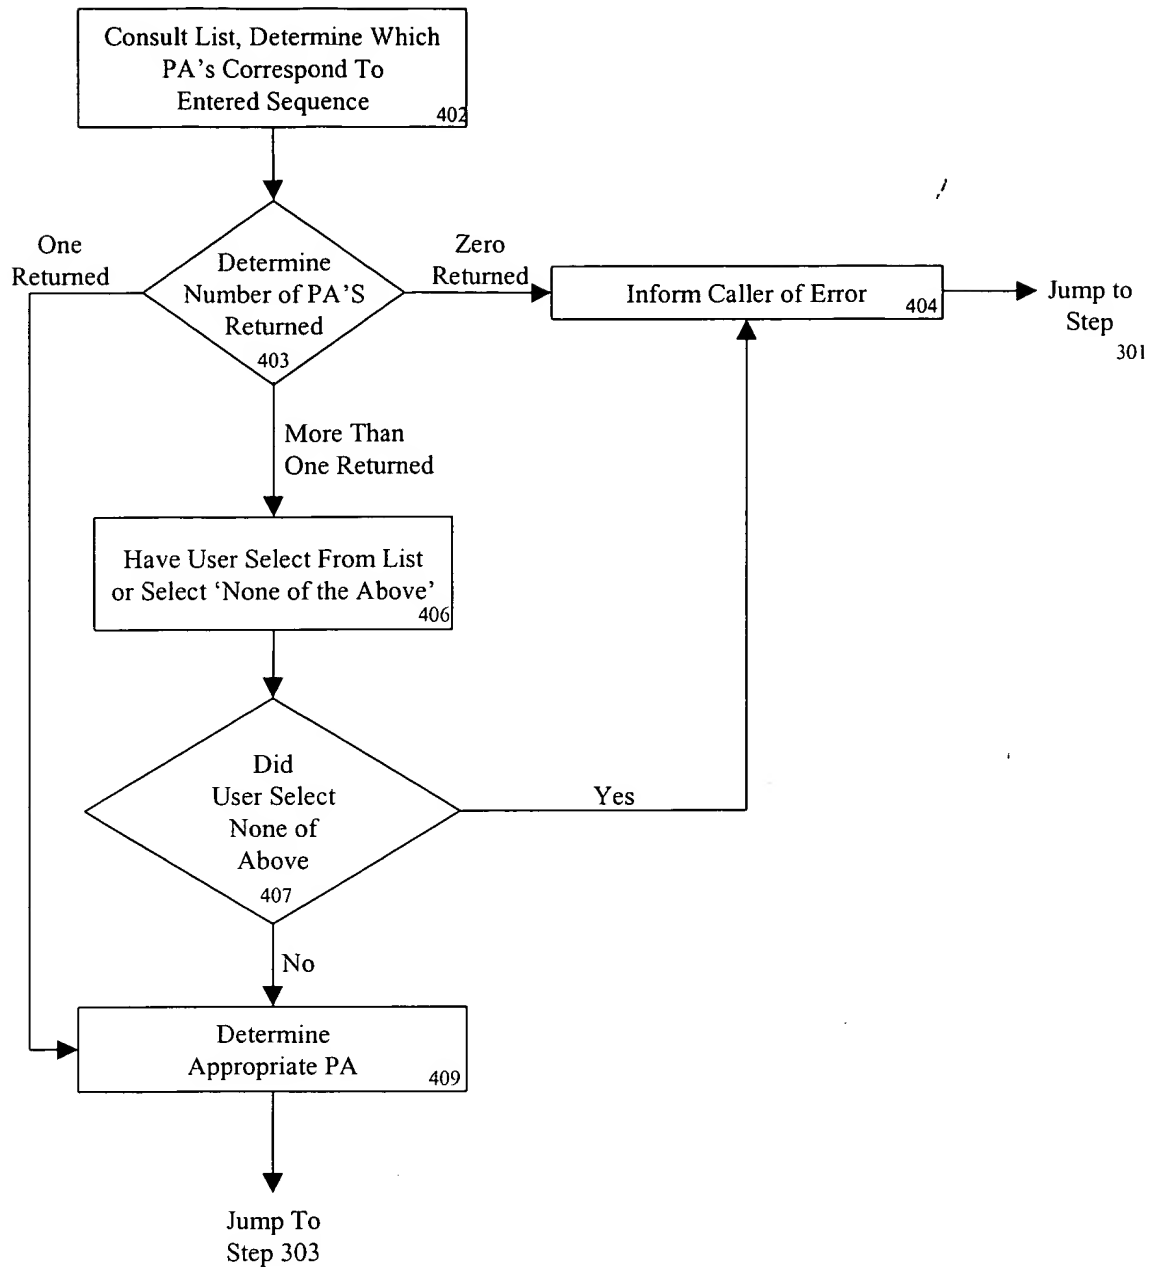 Consult List, Determine Which
PA's Correspond To
Entered Sequence
402
One
Returned
Determine
Number of PA'S
Returned
403
Zero
Returned
Inform Caller of Error
404
Jump to
Step
301
More Than
One Returned
Have User Select From List
or Select ‘None of the Above’
406
Did
User Select
None of
Above
407
Yes
No
Determine
Appropriate PA
409
Jump To
Step 303